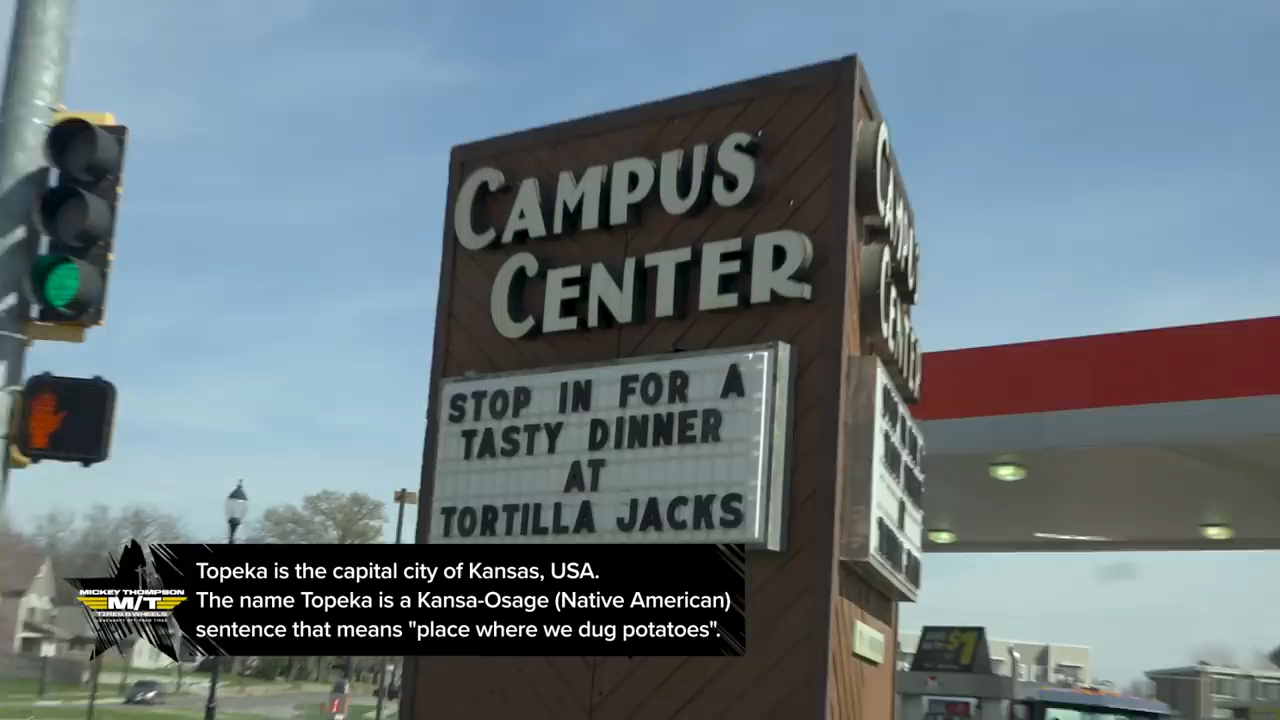 CAMPUS
CENTER
STOP IN FOR A
TASTY DINNER
AT
TORTILLA JACKS
CAMPUS
CENTER
$1
MICKEY THOMPSON
M/T
TIRES & WHEELS
Topeka is the capital city of Kansas, USA.
The name Topeka is a Kansa-Osage (Native American)
sentence that means "place where we dug potatoes".